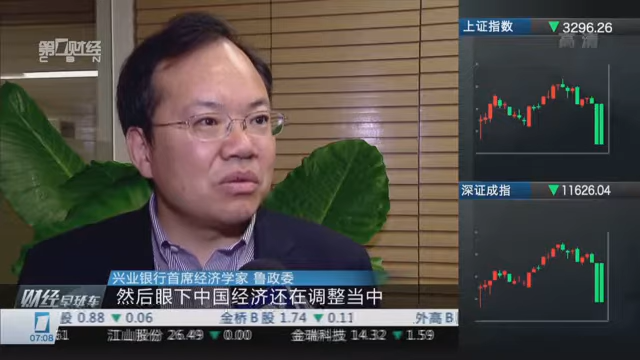 第一财经
CBN
上证指数 ▼3296.26
高清
深证成指 ▼11626.04
兴业银行首席经济学家 鲁政委
财经早班车
然后眼下中国经济还在调整当中
股 0.88 ▼0.06 金桥B股 1.74 ▼0.11 外高B
07:08
江山股份 26.49 ▼0.00 金瑞科技 14.32 ▼1.59